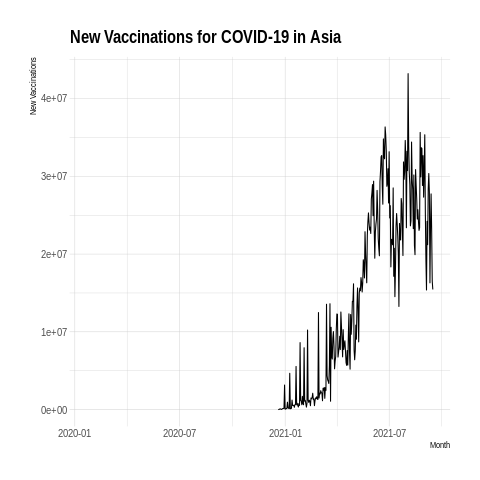 New Vaccinations for COVID-19 in Asia
New Vaccinations
4e+07
3e+07
2e+07
1e+07
0e+00
2020-01 2020-07 2021-01 2021-07
Month